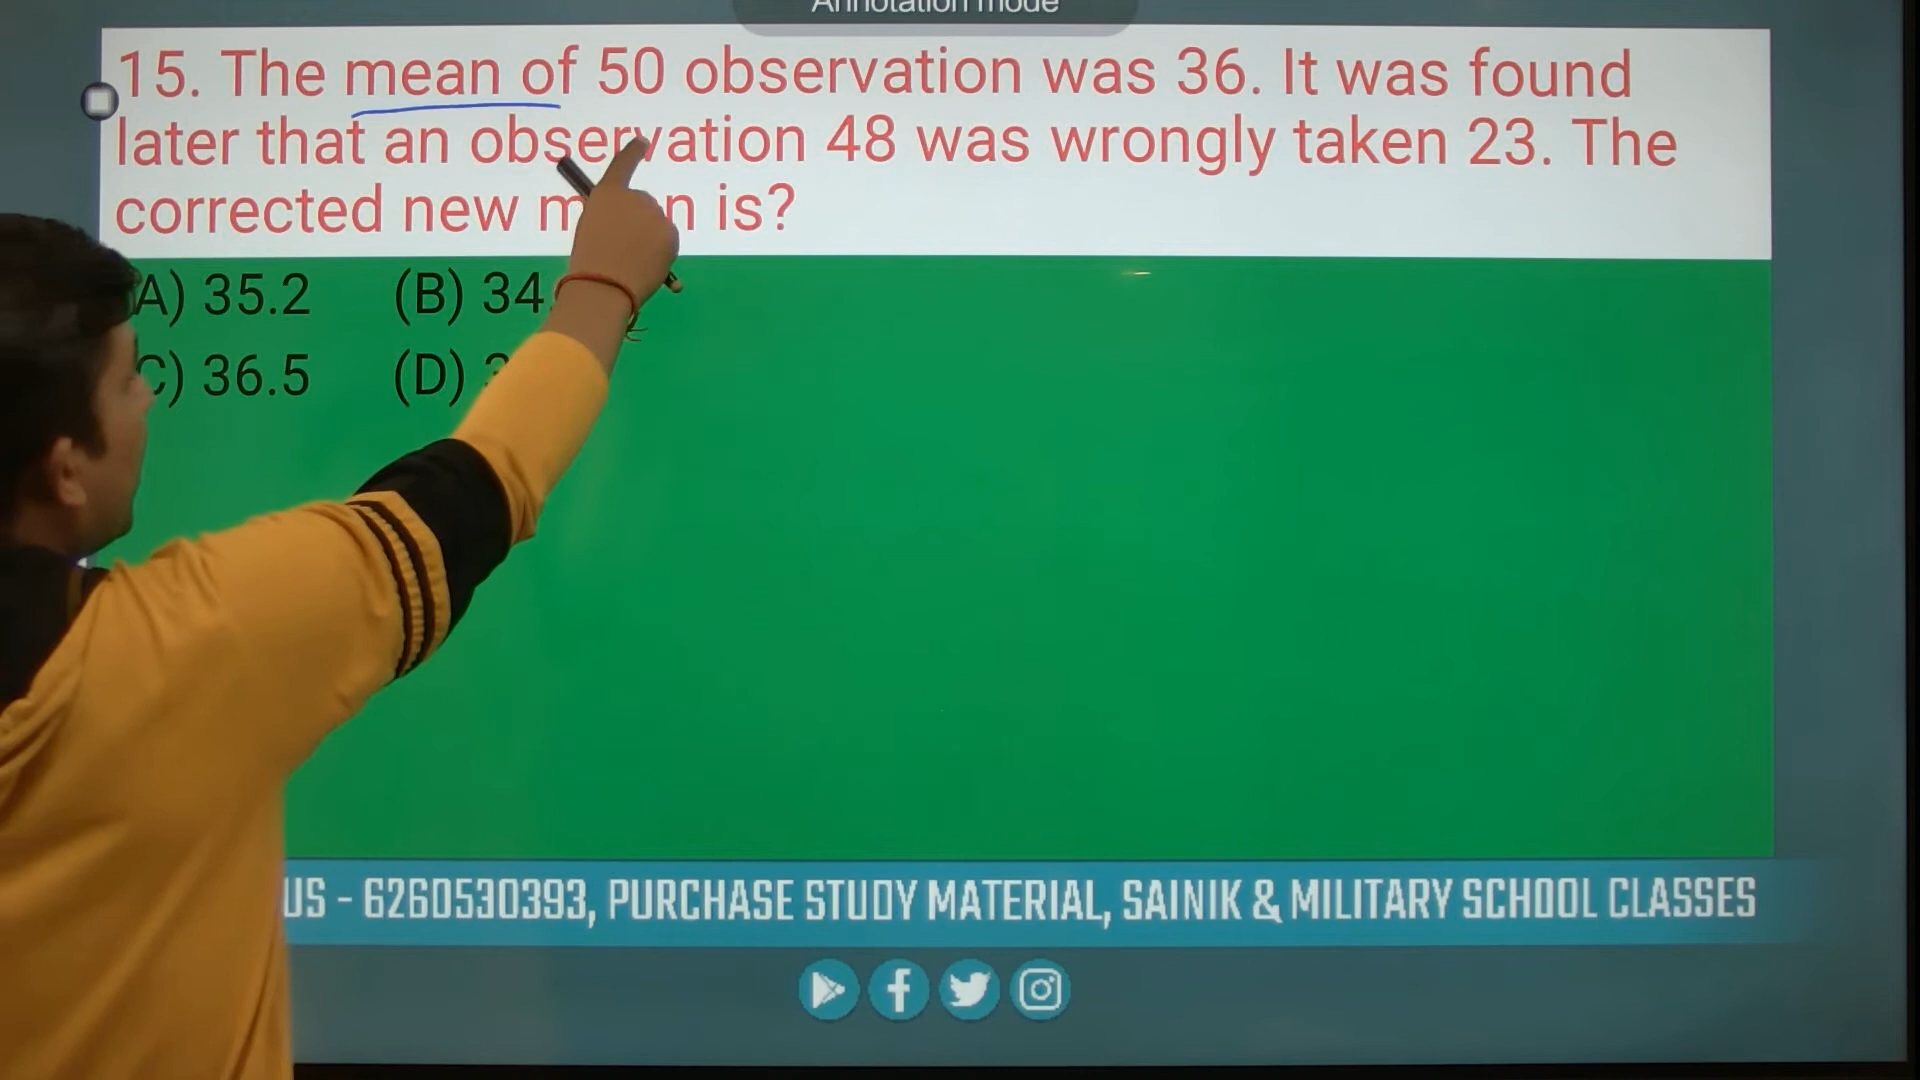 Annotation mode
15. The mean of 50 observation was 36. It was found
later that an observation 48 was wrongly taken 23. The
corrected new is?
A) 35.2 (B) 34.
C) 36.5 (D)
US - 6260530393, PURCHASE STUDY MATERIAL, SAINIK & MILITARY SCHOOL CLASSES